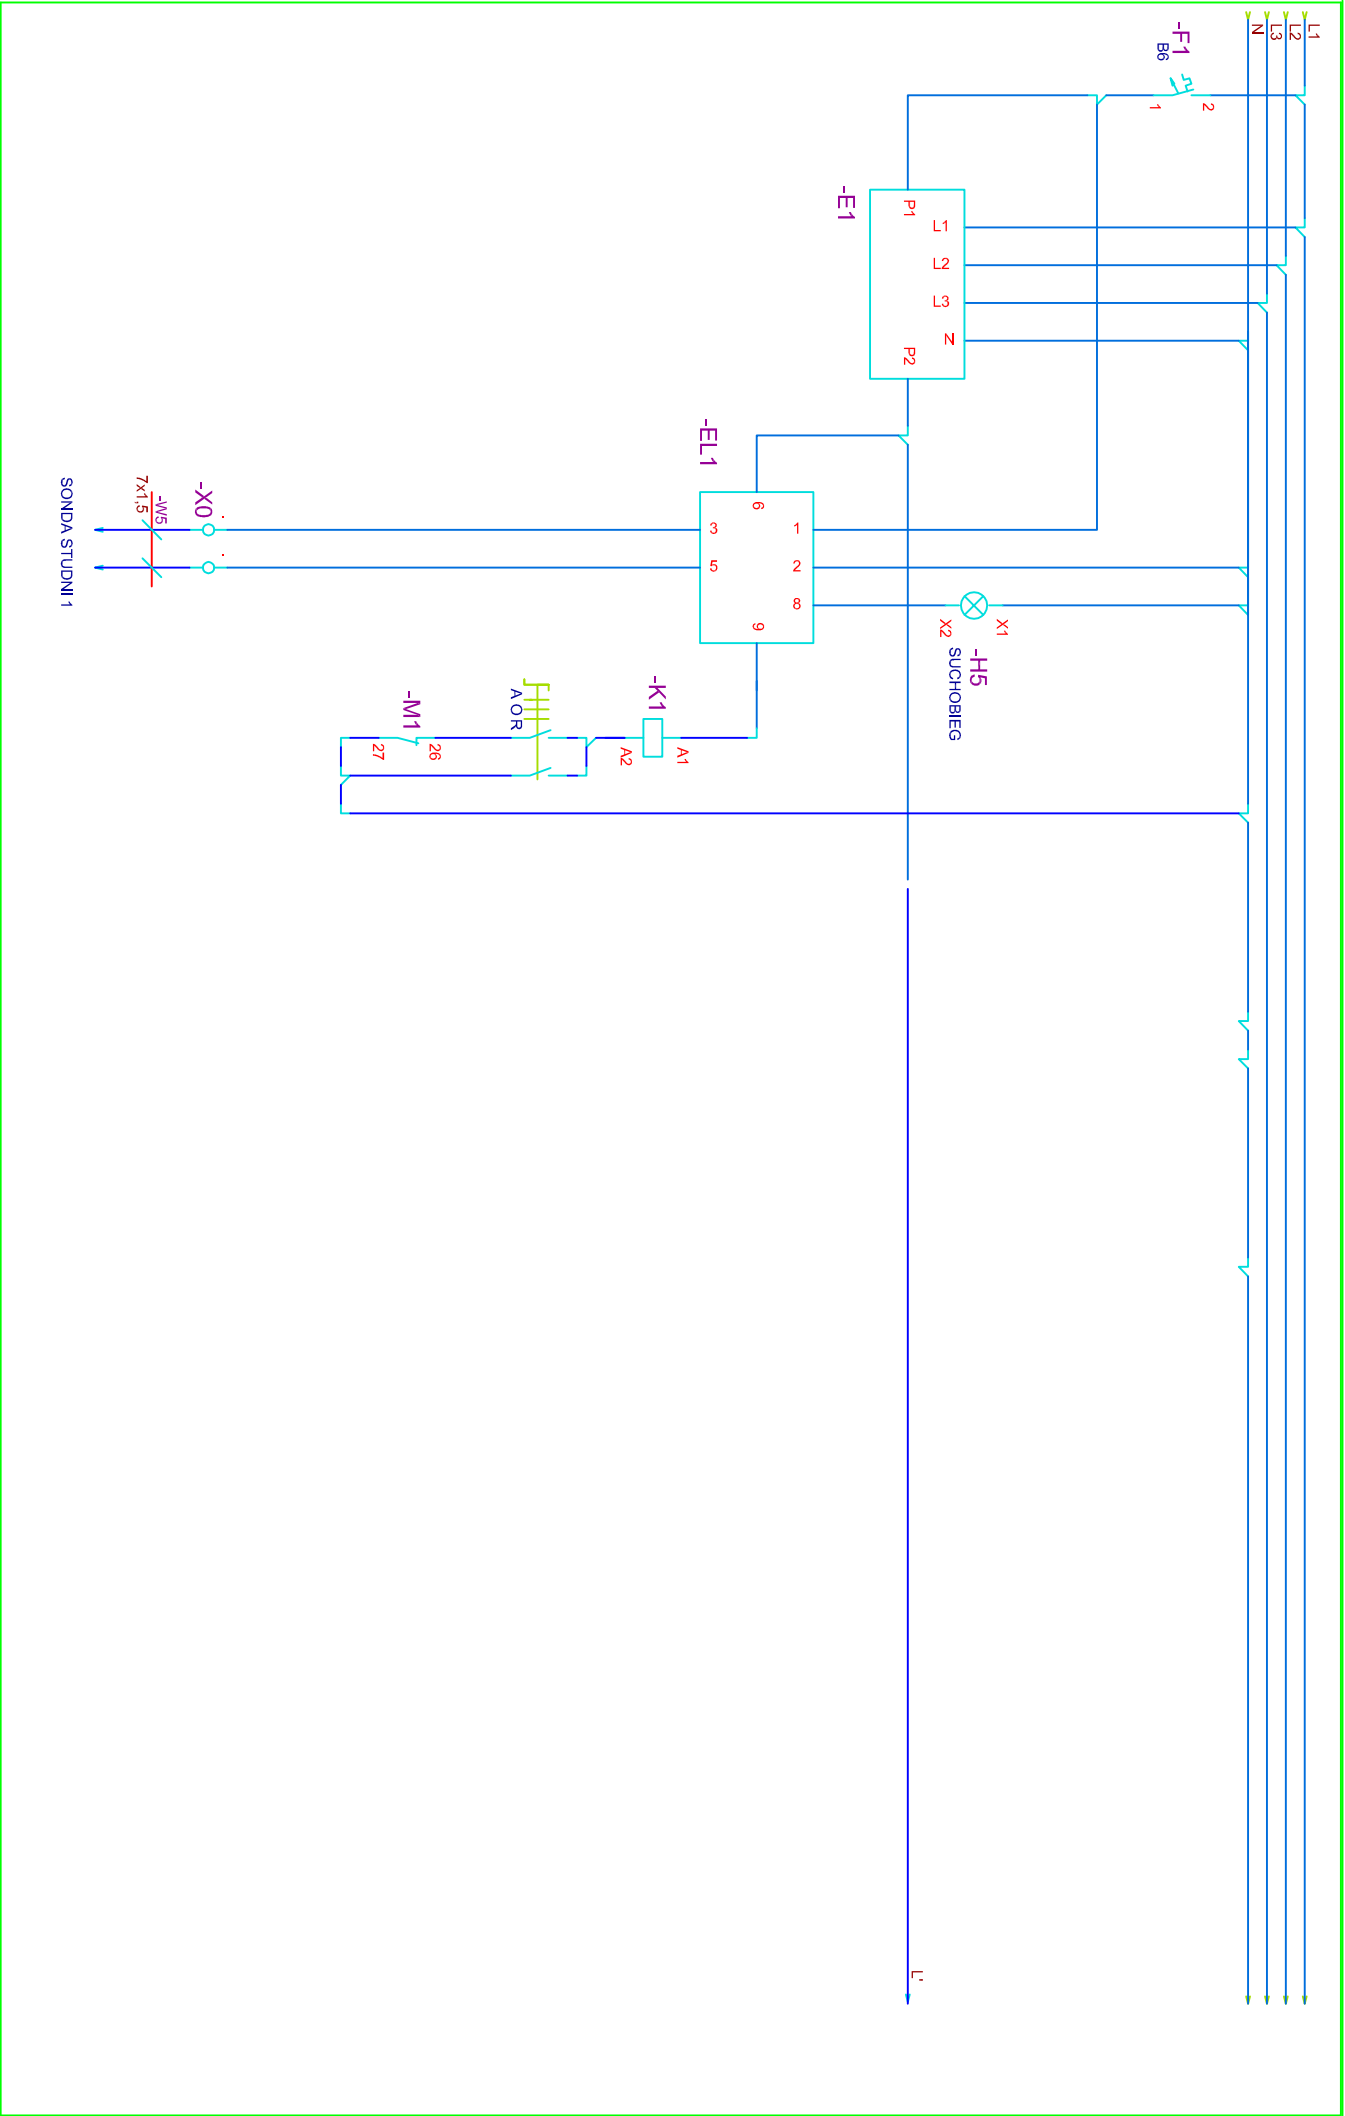 L1
L2
L3
N
-F1
B6
1
2
-E1
P1
L1
L2
L3
N
P2
-EL1
6
1
2
8
3
5
9
-H5
SUCHOBIEG
X1
X2
-K1
A1
A2
A O R
-M1
26
27
-X0
-W5
7x1,5
SONDA STUDNI 1
L'